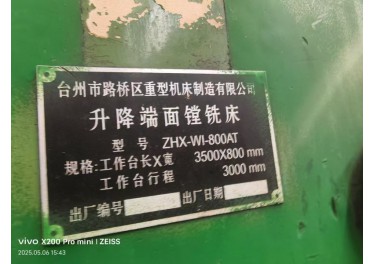 台州市路桥区重型机床制造有限公司
升降端面镗铣床
型号 ZHX-WI-800AT
规格:工作台长X宽 3500X800 mm
工作台行程 3000 mm
出厂编号 出厂日期
vivo X200 Pro mini | ZEISS
2025.05.06 15:43